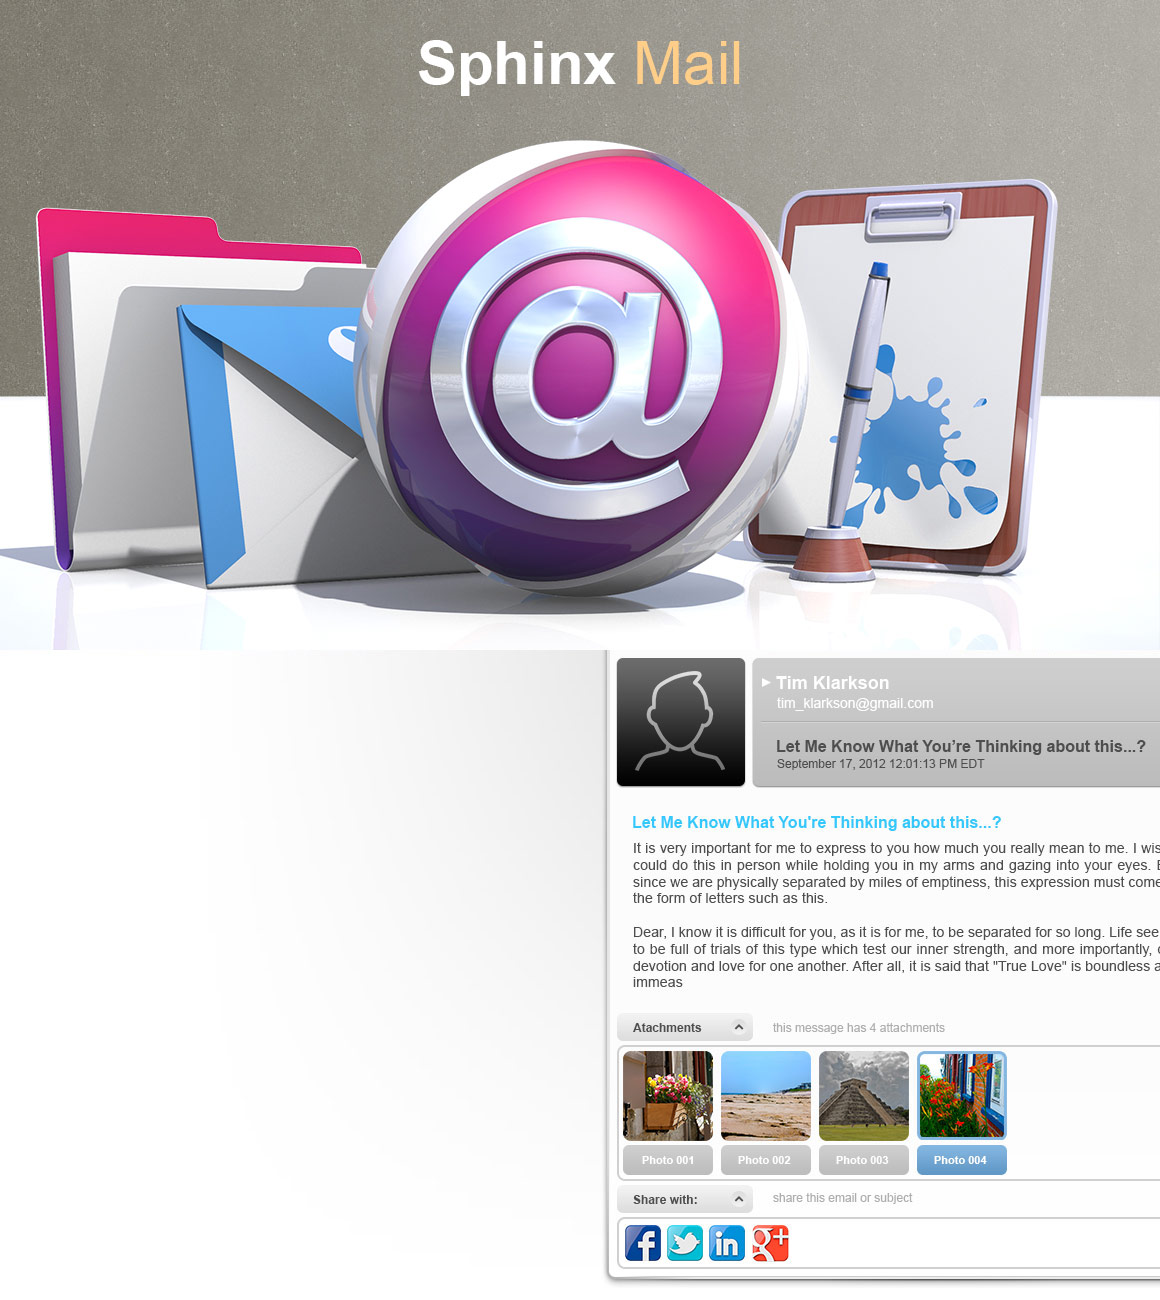 Sphinx Mail
@
Tim Klarkson
tim_klarkson@gmail.com
Let Me Know What You’re Thinking about this...?
September 17, 2012 12:01:13 PM EDT
Let Me Know What You're Thinking about this...?
It is very important for me to express to you how much you really mean to me. I
could do this in person while holding you in my arms and gazing into your eyes.
since we are physically separated by miles of emptiness, this expression must come
the form of letters such as this.
Dear, I know it is difficult for you, as it is for me, to be separated for so long. Life
to be full of trials of this type which test our inner strength, and more importantly,
devotion and love for one another. After all, it is said that "True Love" is boundless
immeas
Atachments
this message has 4 attachments
Photo 001
Photo 002
Photo 003
Photo 004
Share with:
share this email or subject
f
in
g+